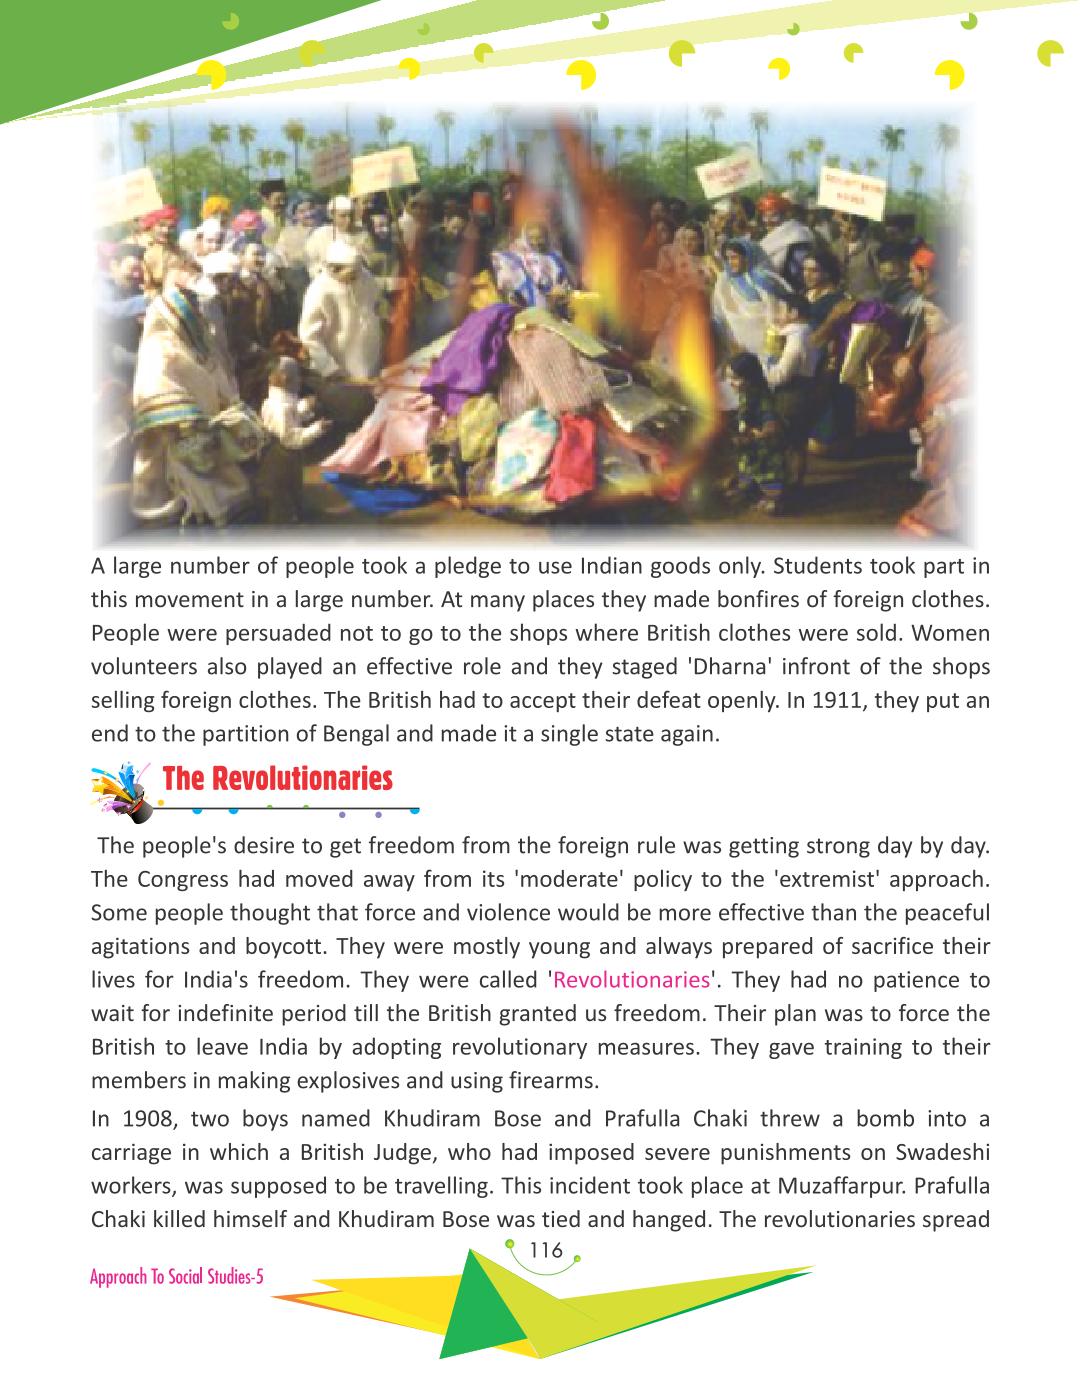 A large number of people took a pledge to use Indian goods only. Students took part in
this movement in a large number. At many places they made bonfires of foreign clothes.
People were persuaded not to go to the shops where British clothes were sold. Women
volunteers also played an effective role and they staged 'Dharna' infront of the shops
selling foreign clothes. The British had to accept their defeat openly. In 1911, they put an
end to the partition of Bengal and made it a single state again.
The Revolutionaries
The people's desire to get freedom from the foreign rule was getting strong day by day.
The Congress had moved away from its 'moderate' policy to the 'extremist' approach.
Some people thought that force and violence would be more effective than the peaceful
agitations and boycott. They were mostly young and always prepared of sacrifice their
lives for India's freedom. They were called 'Revolutionaries'. They had no patience to
wait for indefinite period till the British granted us freedom. Their plan was to force the
British to leave India by adopting revolutionary measures. They gave training to their
members in making explosives and using firearms.
In 1908, two boys named Khudiram Bose and Prafulla Chaki threw a bomb into a
carriage in which a British Judge, who had imposed severe punishments on Swadeshi
workers, was supposed to be travelling. This incident took place at Muzaffarpur. Prafulla
Chaki killed himself and Khudiram Bose was tied and hanged. The revolutionaries spread
116
Approach To Social Studies-5